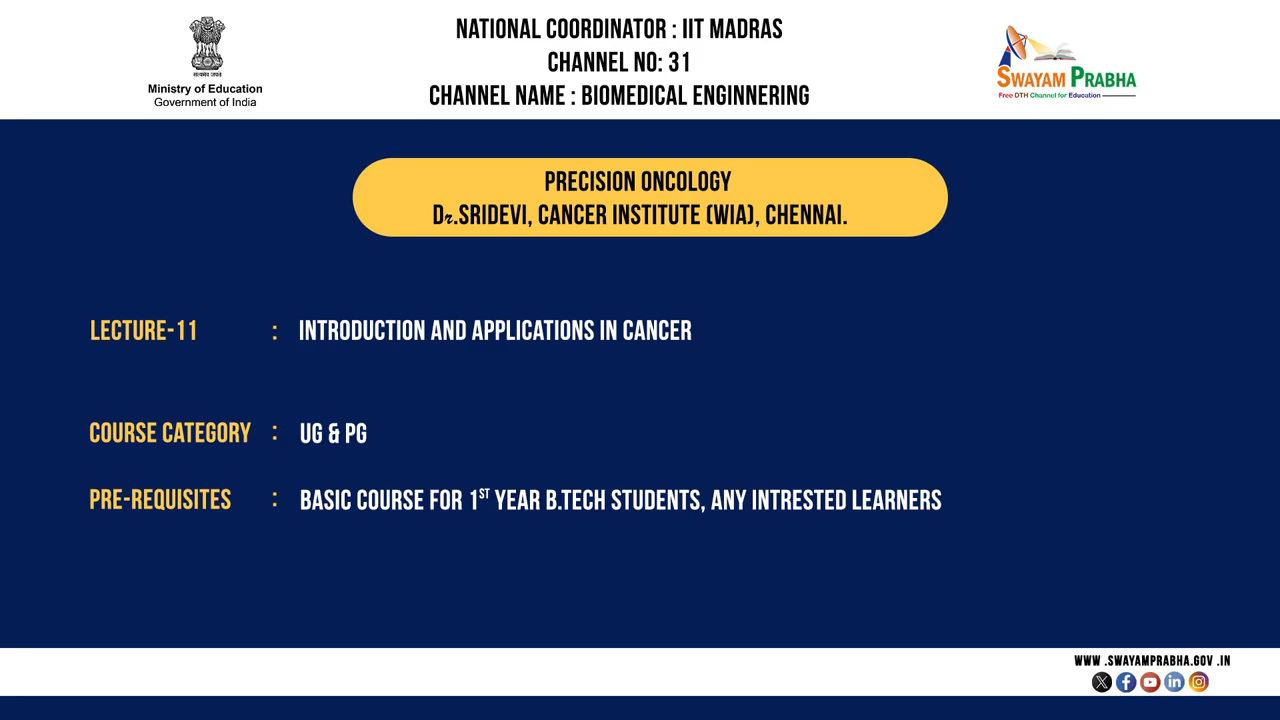 सत्यमेव जयते
Ministry of Education
Government of India
NATIONAL COORDINATOR : IIT MADRAS
CHANNEL NO: 31
CHANNEL NAME : BIOMEDICAL ENGINNERING
SWAYAM PRABHA
Free DTH Channel for Education
PRECISION ONCOLOGY
Dr.SRIDEVI, CANCER INSTITUTE (WIA), CHENNAI.
LECTURE-11 : INTRODUCTION AND APPLICATIONS IN CANCER
COURSE CATEGORY : UG & PG
PRE-REQUISITES : BASIC COURSE FOR 1ST YEAR B.TECH STUDENTS, ANY INTRESTED LEARNERS
WWW .SWAYAMPRABHA.GOV .IN